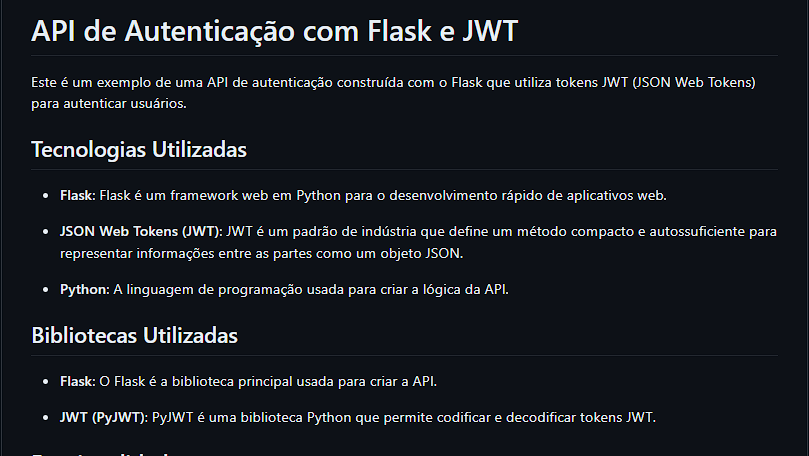 API de Autenticação com Flask e JWT
Este é um exemplo de uma API de autenticação construída com o Flask que utiliza tokens JWT (JSON Web Tokens)
para autenticar usuários.
Tecnologias Utilizadas
• Flask: Flask é um framework web em Python para o desenvolvimento rápido de aplicativos web.
• JSON Web Tokens (JWT): JWT é um padrão de indústria que define um método compacto e autossuficiente para
representar informações entre as partes como um objeto JSON.
• Python: A linguagem de programação usada para criar a lógica da API.
Bibliotecas Utilizadas
• Flask: O Flask é a biblioteca principal usada para criar a API.
• JWT (PyJWT): PyJWT é uma biblioteca Python que permite codificar e decodificar tokens JWT.